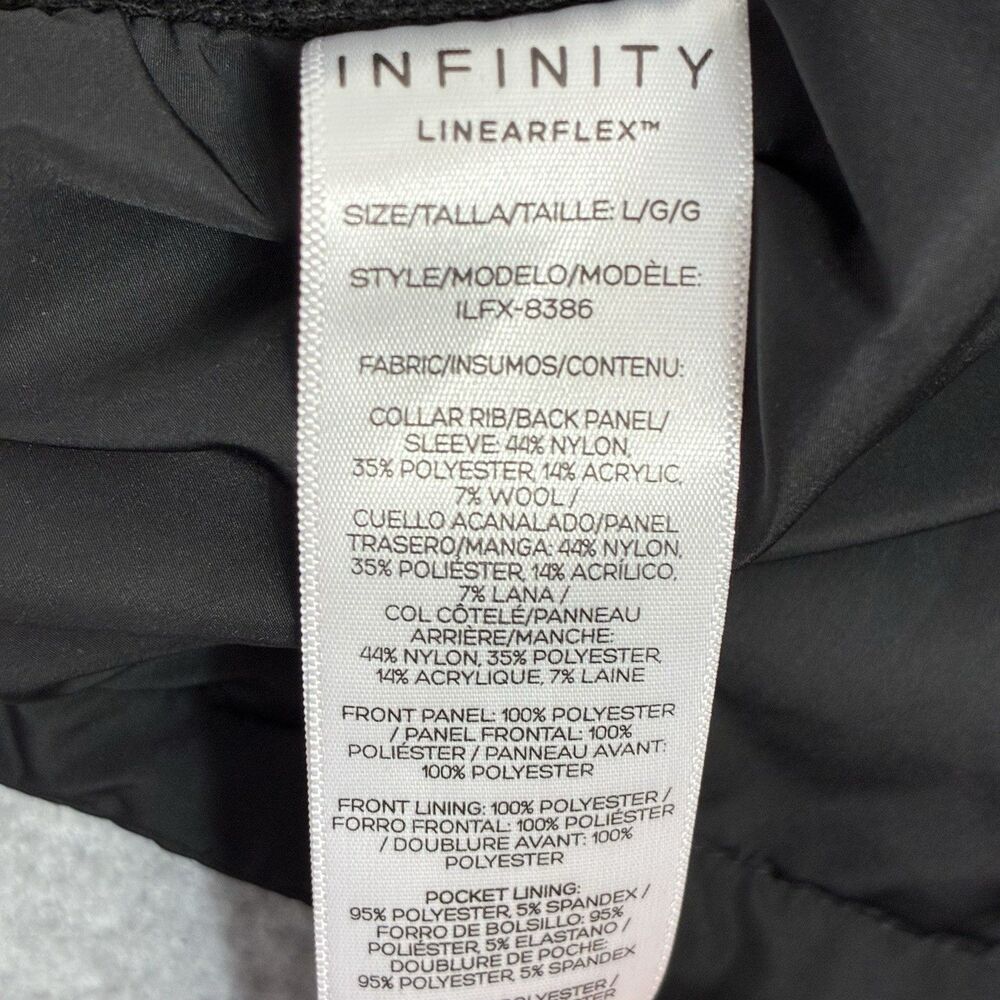 INFINITY
LINEARFLEX™
SIZE/TALLA/TAILLE: L/G/G
STYLE/MODELO/MODÈLE:
ILFX-8386
FABRIC/INSUMOS/CONTENU:
COLLAR RIB/BACK PANEL/
SLEEVE: 44% NYLON,
35% POLYESTER, 14% ACRYLIC,
7% WOOL /
CUELLO ACANALADO/PANEL
TRASERO/MANGA: 44% NYLON,
35% POLIÉSTER, 14% ACRÍLICO,
7% LANA /
COL CÔTELÉ/PANNEAU
ARRIÈRE/MANCHE:
44% NYLON, 35% POLYESTER,
14% ACRYLIQUE, 7% LAINE
FRONT PANEL: 100% POLYESTER
/ PANEL FRONTAL: 100%
POLIÉSTER / PANNEAU AVANT:
100% POLYESTER
FRONT LINING: 100% POLYESTER /
FORRO FRONTAL: 100% POLIÉSTER
/ DOUBLURE AVANT: 100%
POLYESTER
POCKET LINING:
95% POLYESTER, 5% SPANDEX /
FORRO DE BOLSILLO: 95%
POLIÉSTER, 5% ELASTANO /
DOUBLURE DE POCHE:
95% POLYESTER, 5% SPANDEX
POLYESTER /